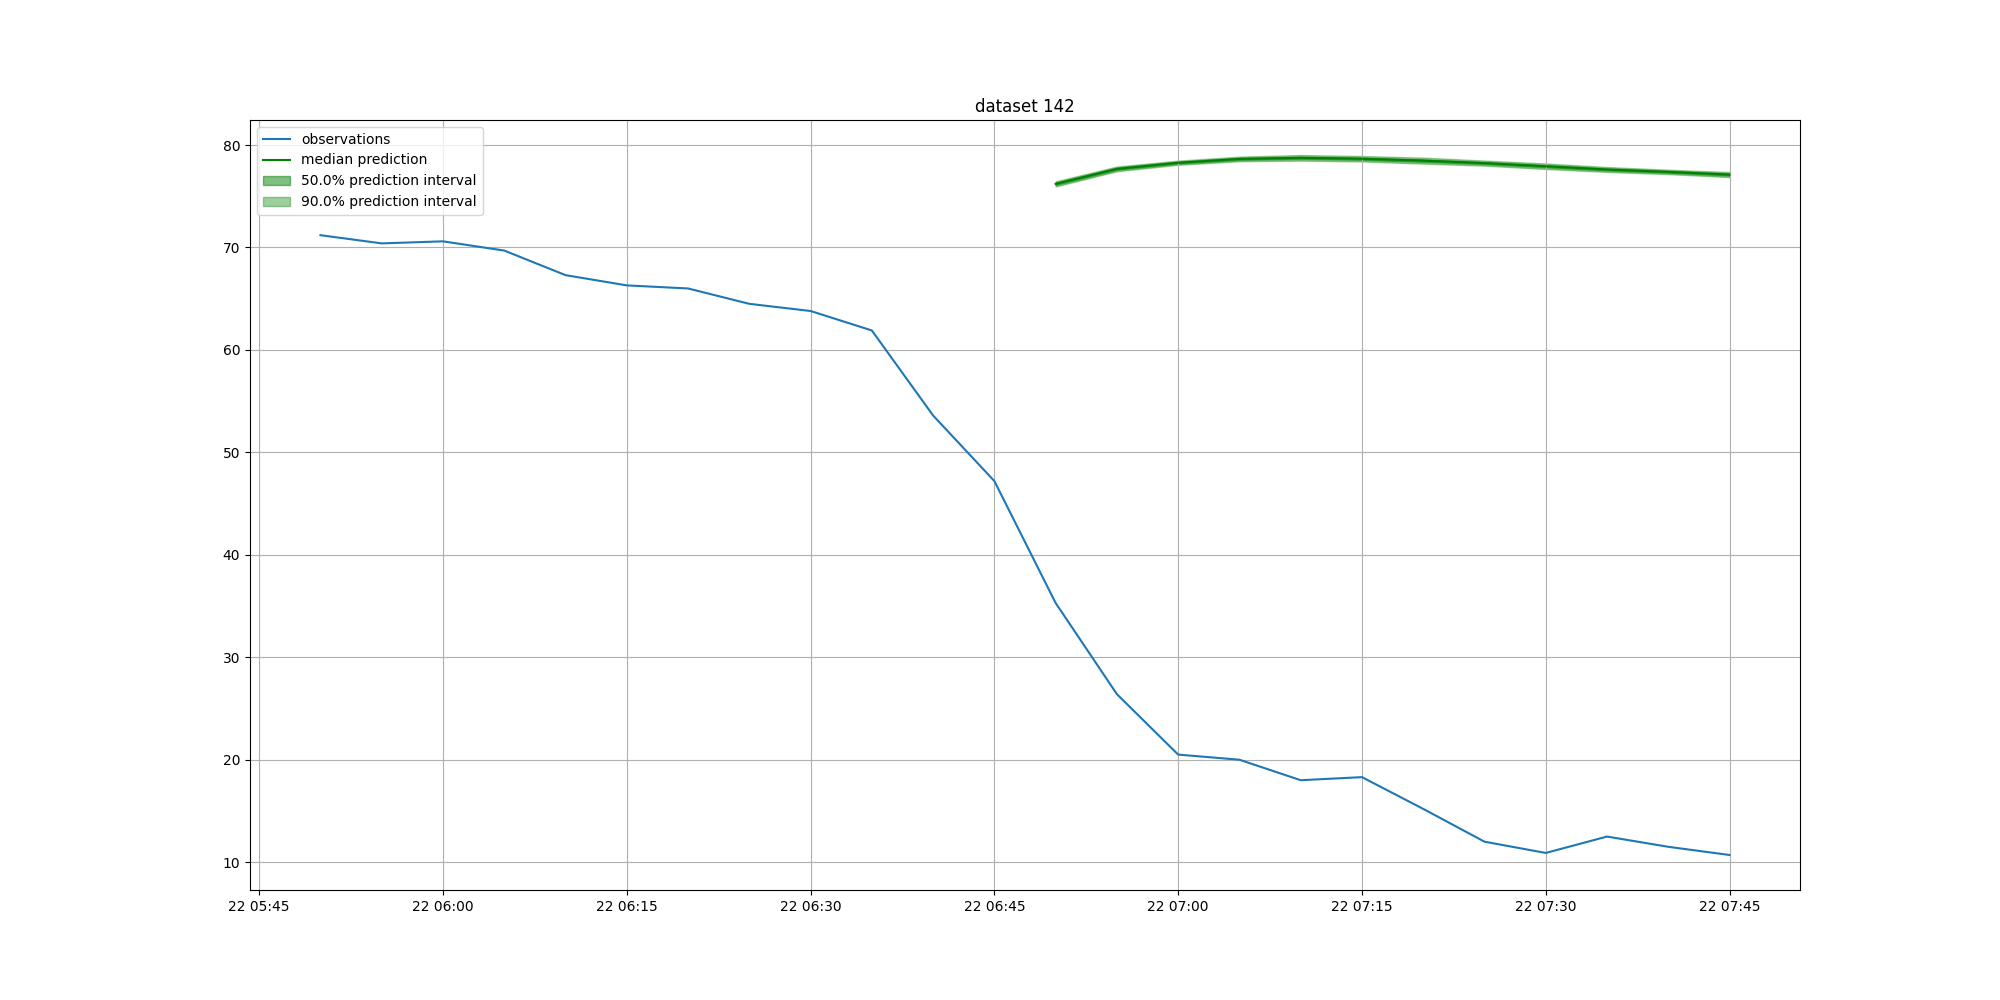 dataset 142
observations
median prediction
50.0% prediction interval
90.0% prediction interval
80
70
60
50
40
30
20
10
22 05:45 22 06:00 22 06:15 22 06:30 22 06:45 22 07:00 22 07:15 22 07:30 22 07:45